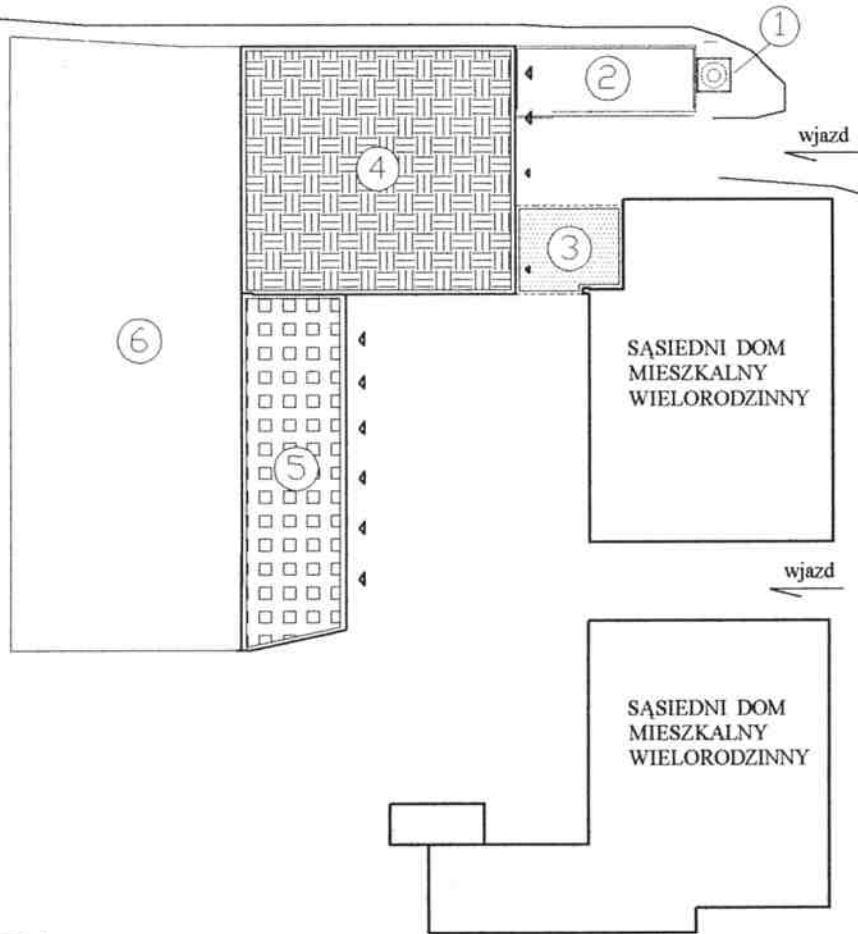 1
2
wjazd
4
3
6
SĄSIEDNI DOM
MIESZKALNY
WIELORODZINNY
5
wjazd
SĄSIEDNI DOM
MIESZKALNY
WIELORODZINNY